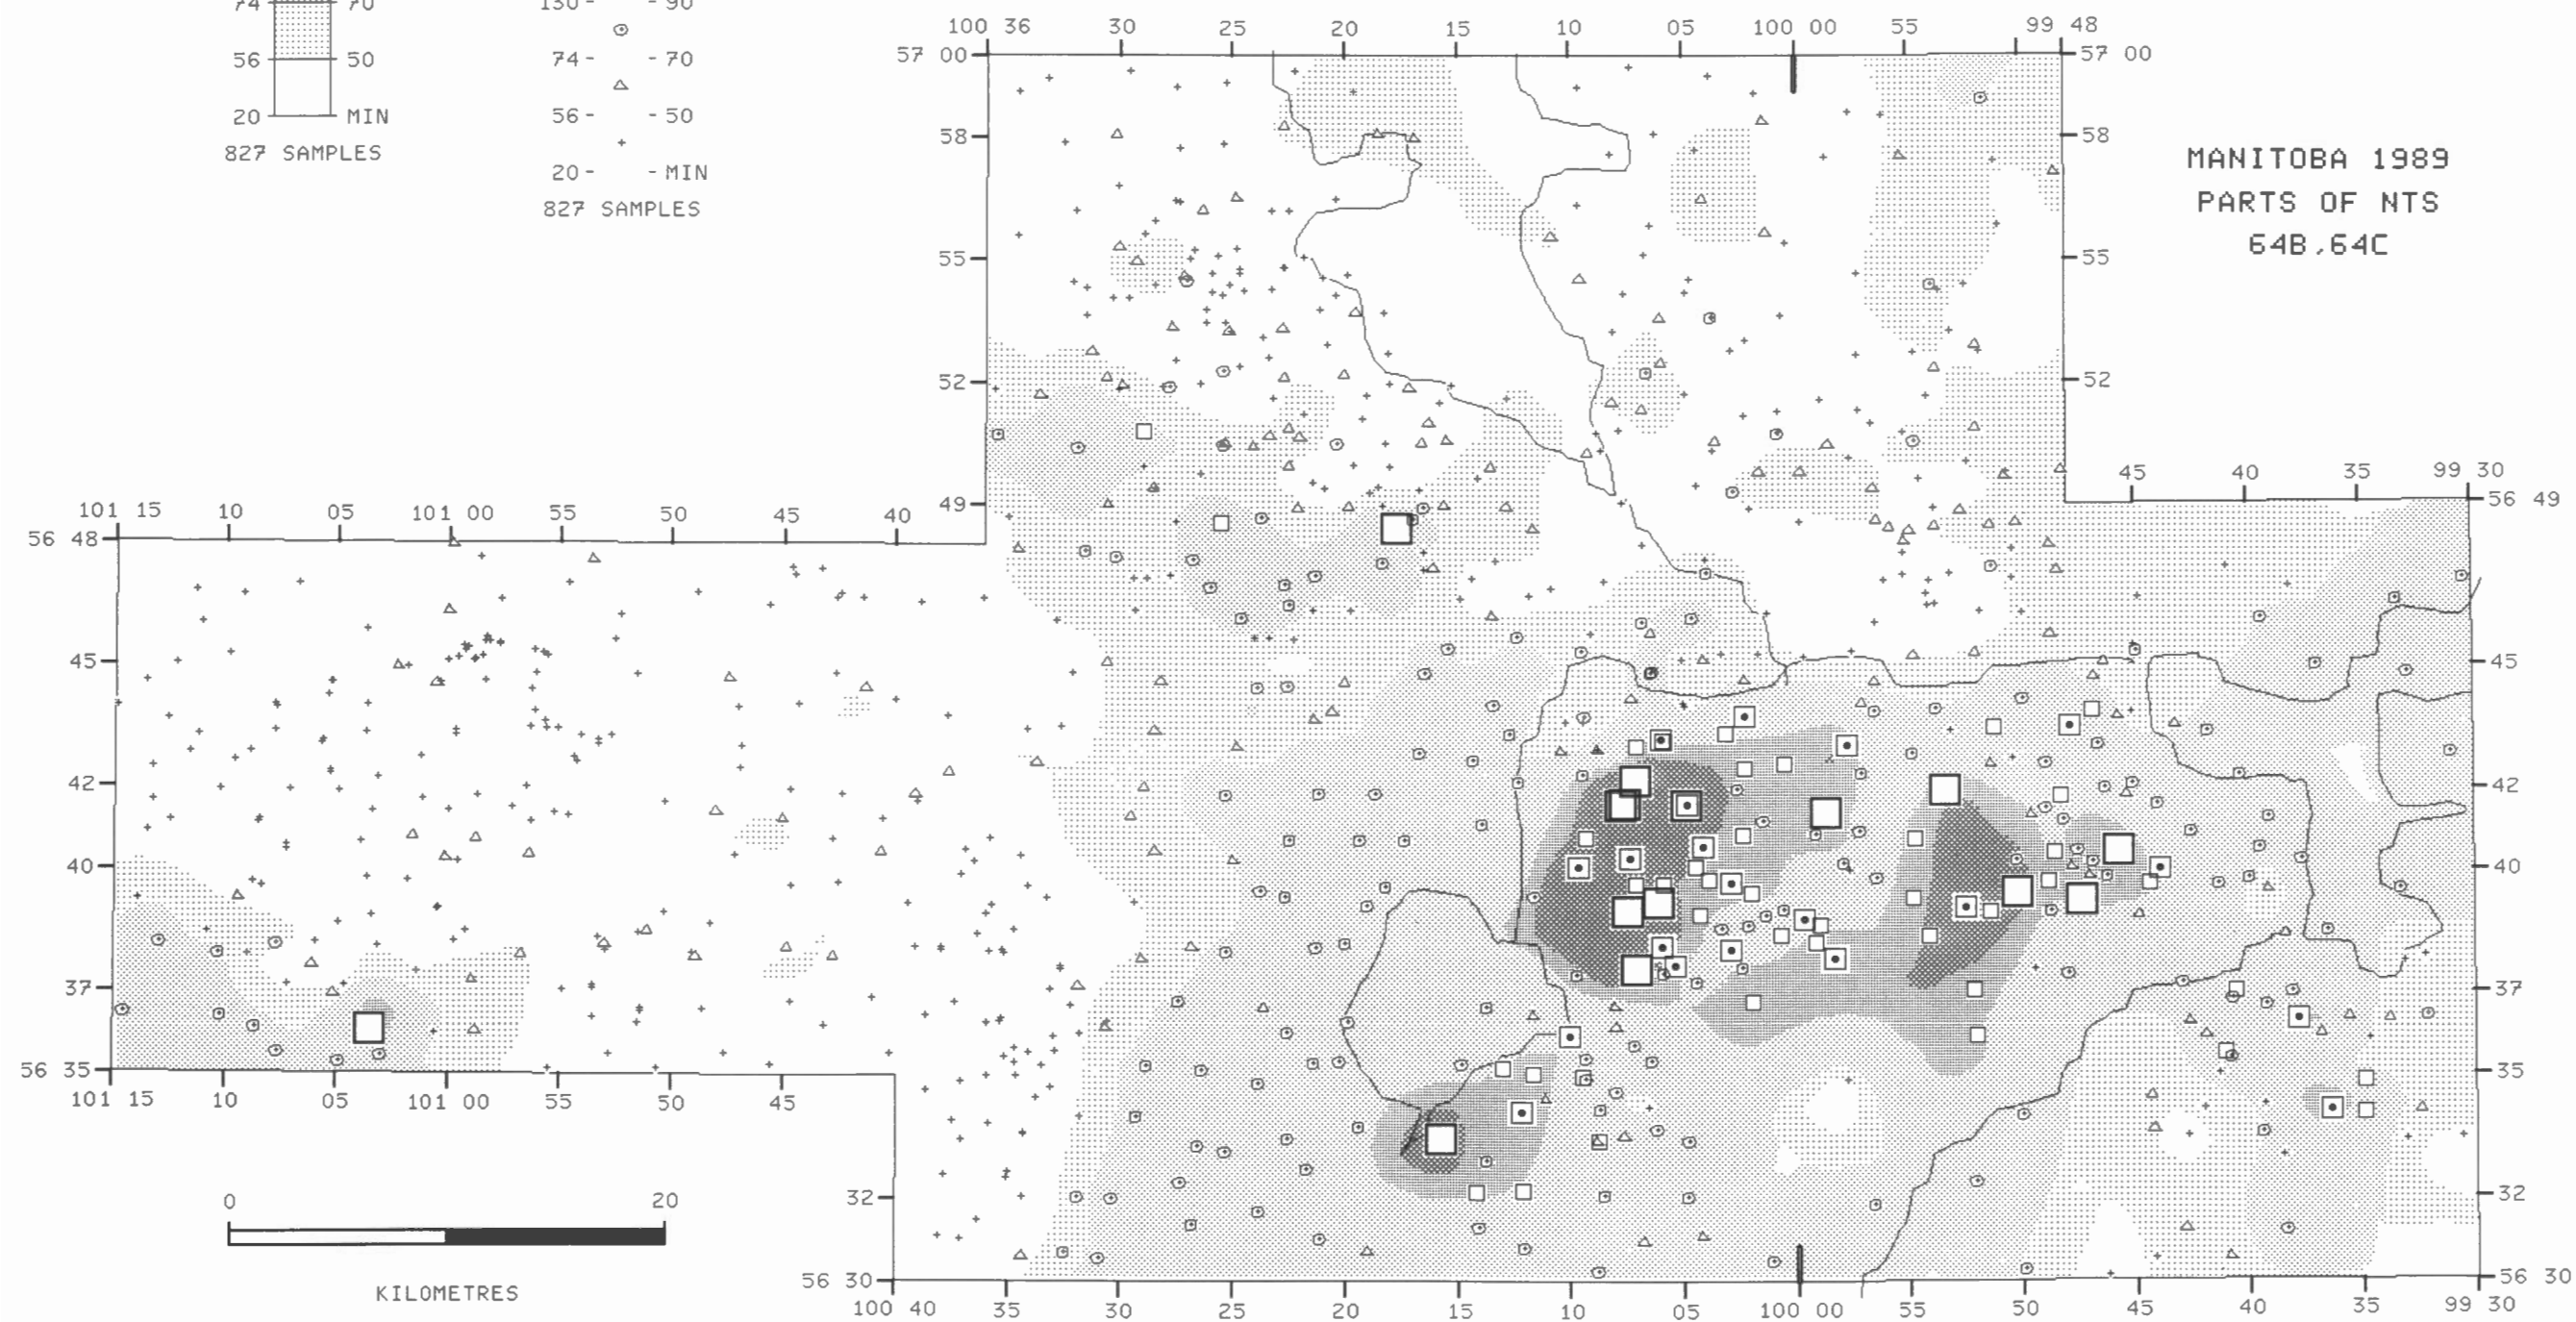 74 70
56 50
20 MIN
827 SAMPLES
130 - - 90
74 - - 70
56 - - 50
20 - - MIN
827 SAMPLES
MANITOBA 1989
PARTS OF NTS
64B,64C
100 36 30 25 20 15 10 05 100 00 55 99 48
57 00 57 00
58 58
55 55
52 52
49
45 40 35 99 30
56 49
101 15 10 05 101 00 55 50 45 40
56 48
45 45
42 42
40 40
37 37
56 35 35
101 15 10 05 101 00 55 50 45
32 32
56 30 56 30
100 40 35 30 25 20 15 10 05 100 00 55 50 45 40 35 99 30
0 20
KILOMETRES